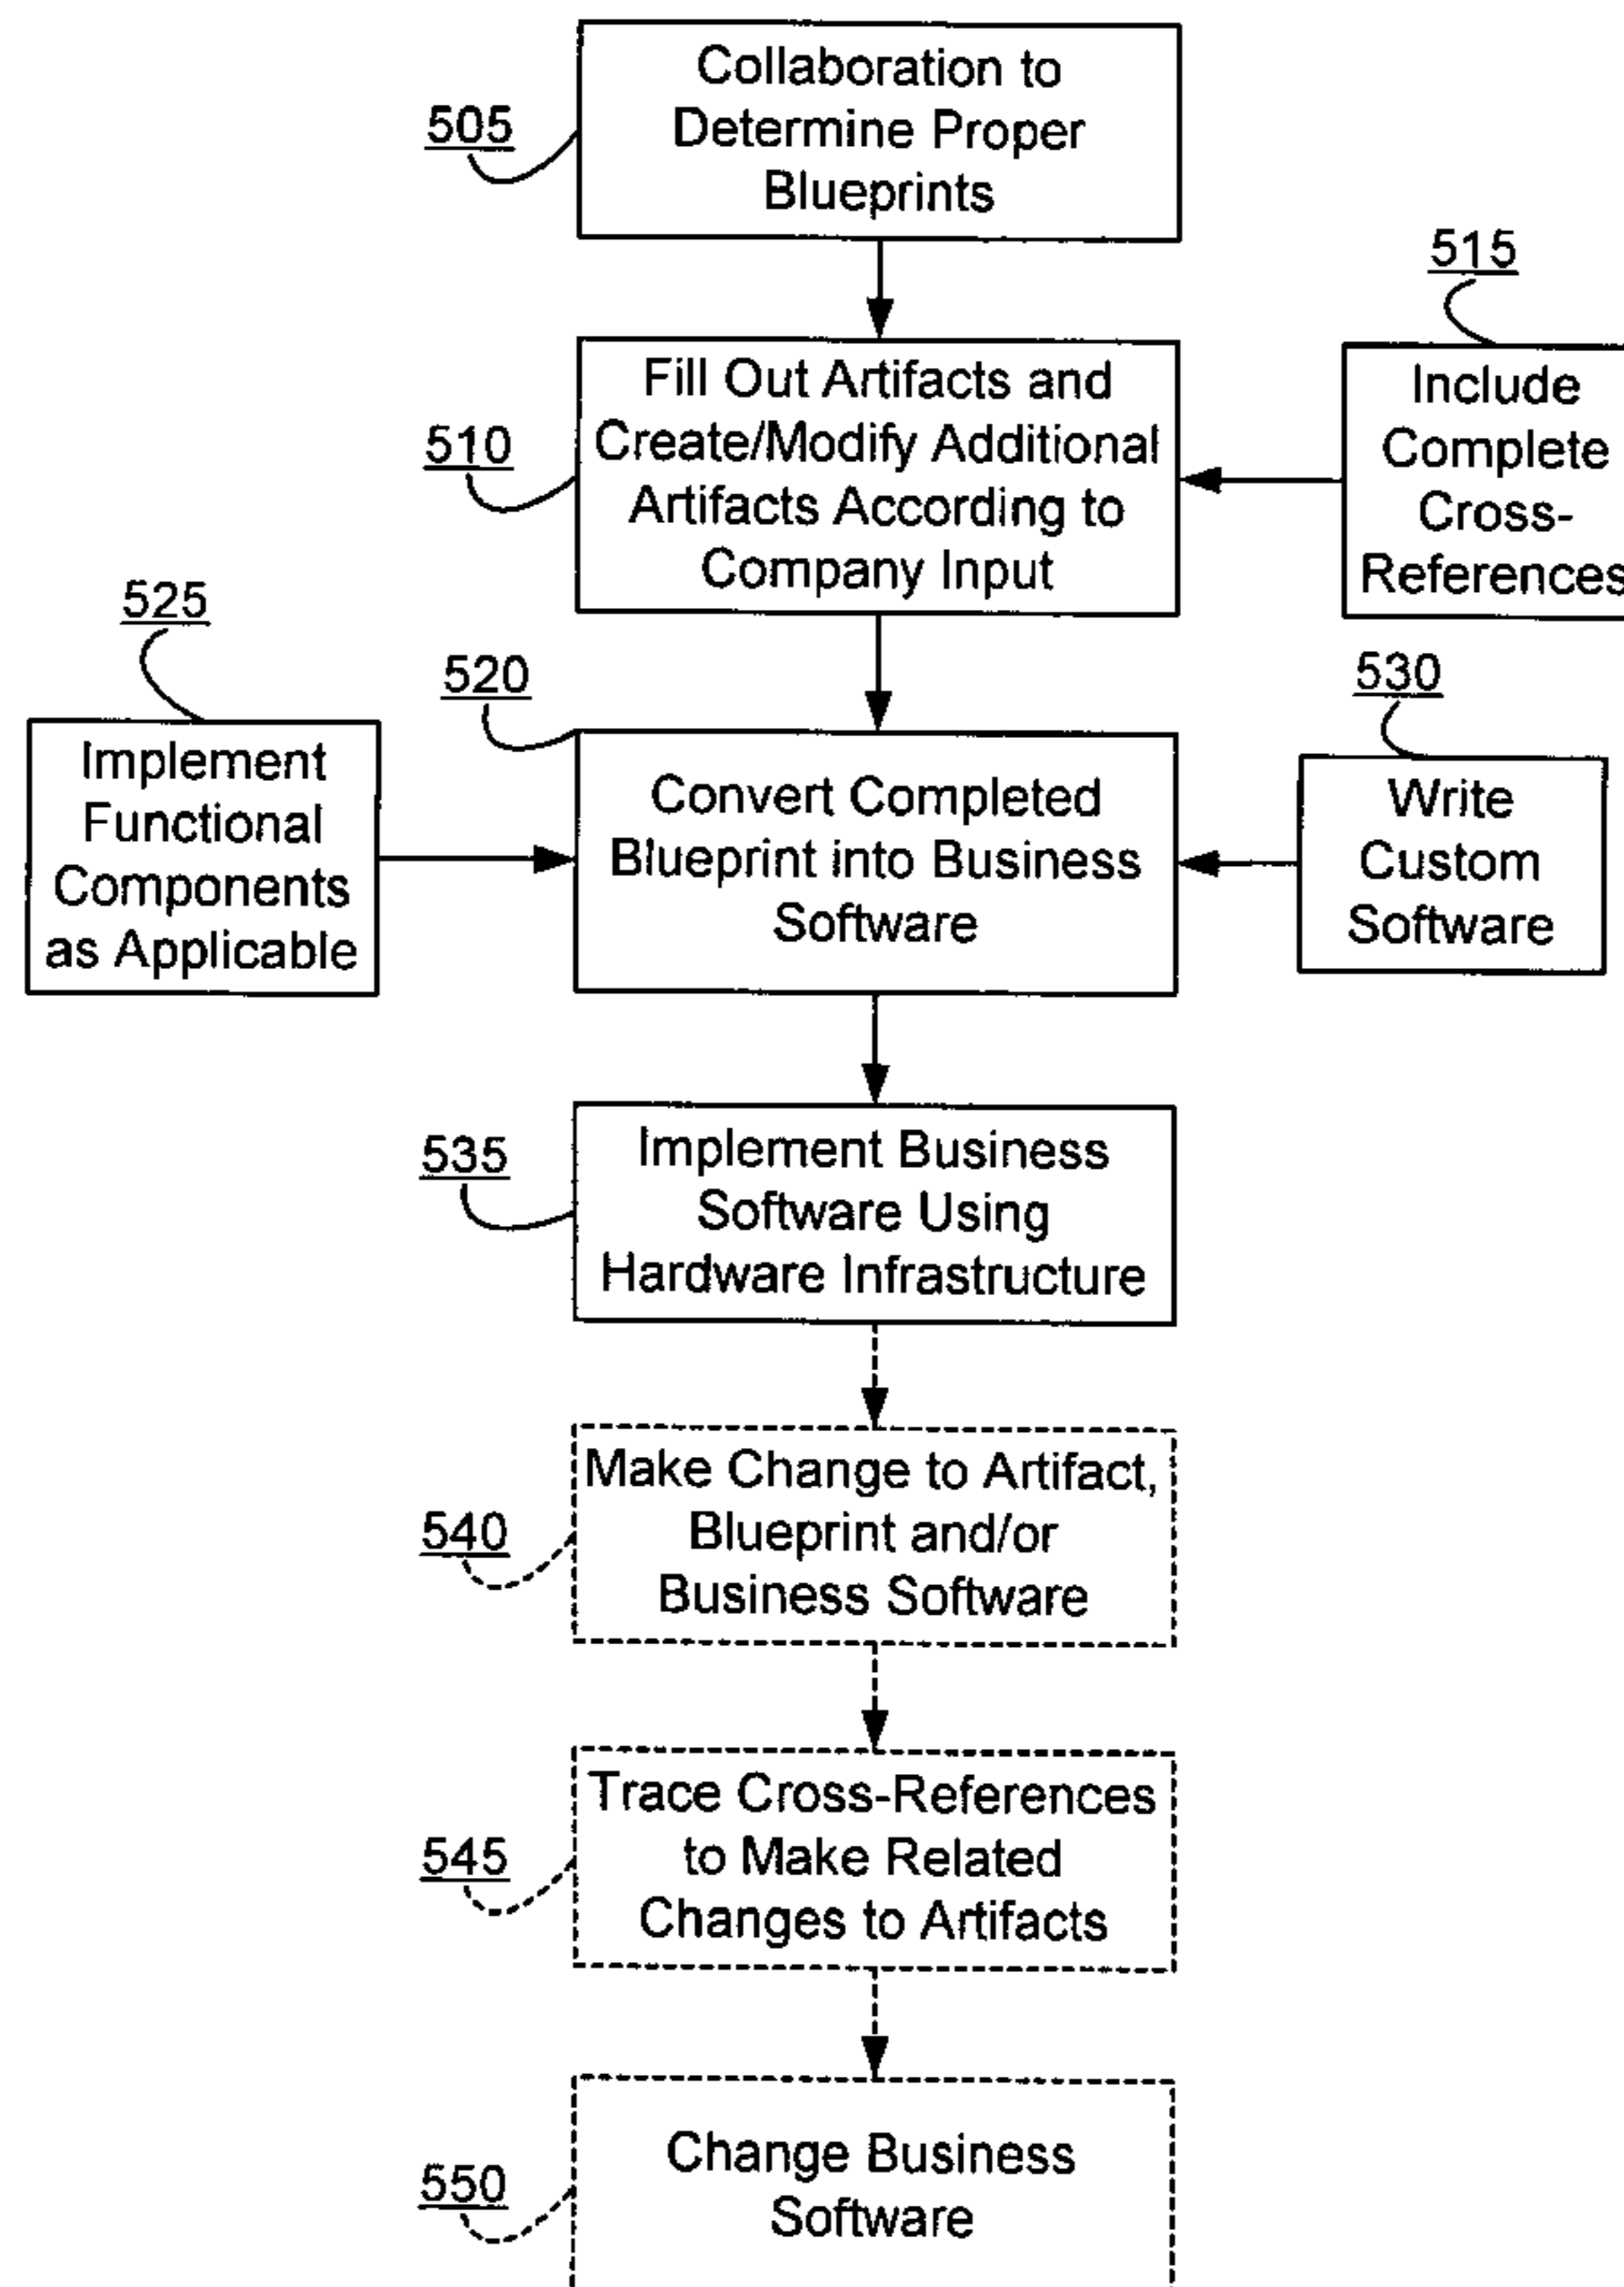 505
Collaboration to
Determine Proper
Blueprints
510
Fill Out Artifacts and
Create/Modify Additional
Artifacts According to
Company Input
515
Include
Complete
Cross-
References
525
Implement
Functional
Components
as Applicable
520
Convert Completed
Blueprint into Business
Software
530
Write
Custom
Software
535
Implement Business
Software Using
Hardware Infrastructure
540
Make Change to Artifact,
Blueprint and/or
Business Software
545
Trace Cross-References
to Make Related
Changes to Artifacts
550
Change Business
Software